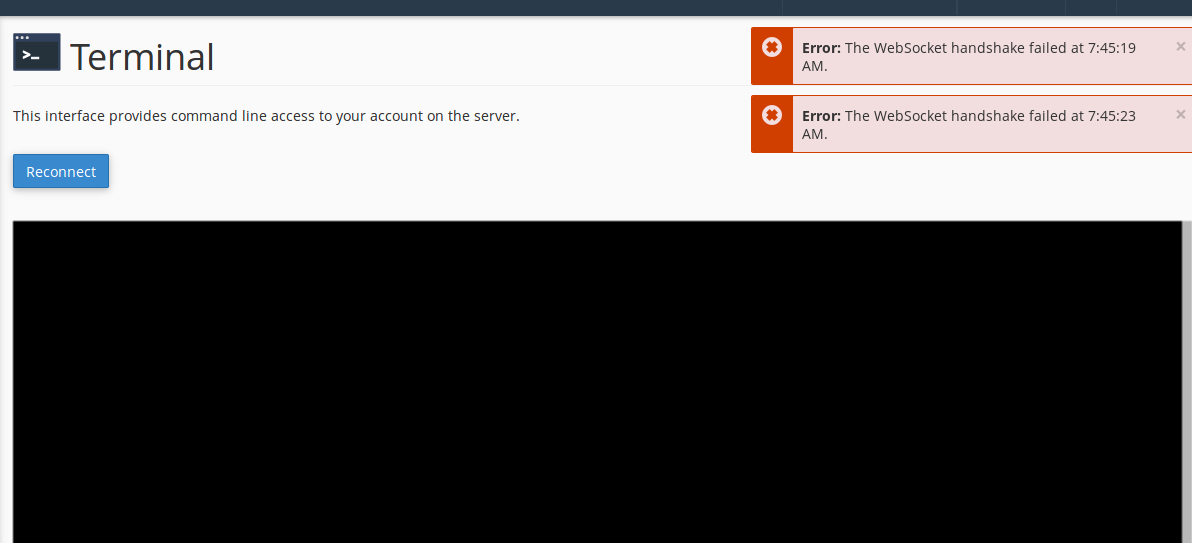 Terminal
Error: The WebSocket handshake failed at 7:45:19
AM.
×
Error: The WebSocket handshake failed at 7:45:23
AM.
×
This interface provides command line access to your account on the server.
Reconnect